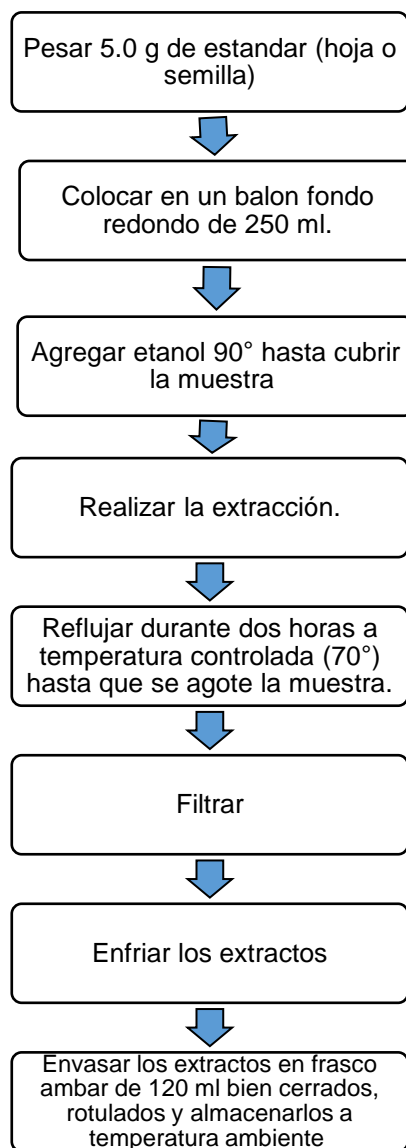 Pesar 5.0 g de estandar (hoja o
semilla)
Colocar en un balon fondo
redondo de 250 ml.
Agregar etanol 90° hasta cubrir
la muestra
Realizar la extracción.
Reflujar durante dos horas a
temperatura controlada (70°)
hasta que se agote la muestra.
Filtrar
Enfriar los extractos
Envasar los extractos en frasco
ambar de 120 ml bien cerrados,
rotulados y almacenarlos a
temperatura ambiente